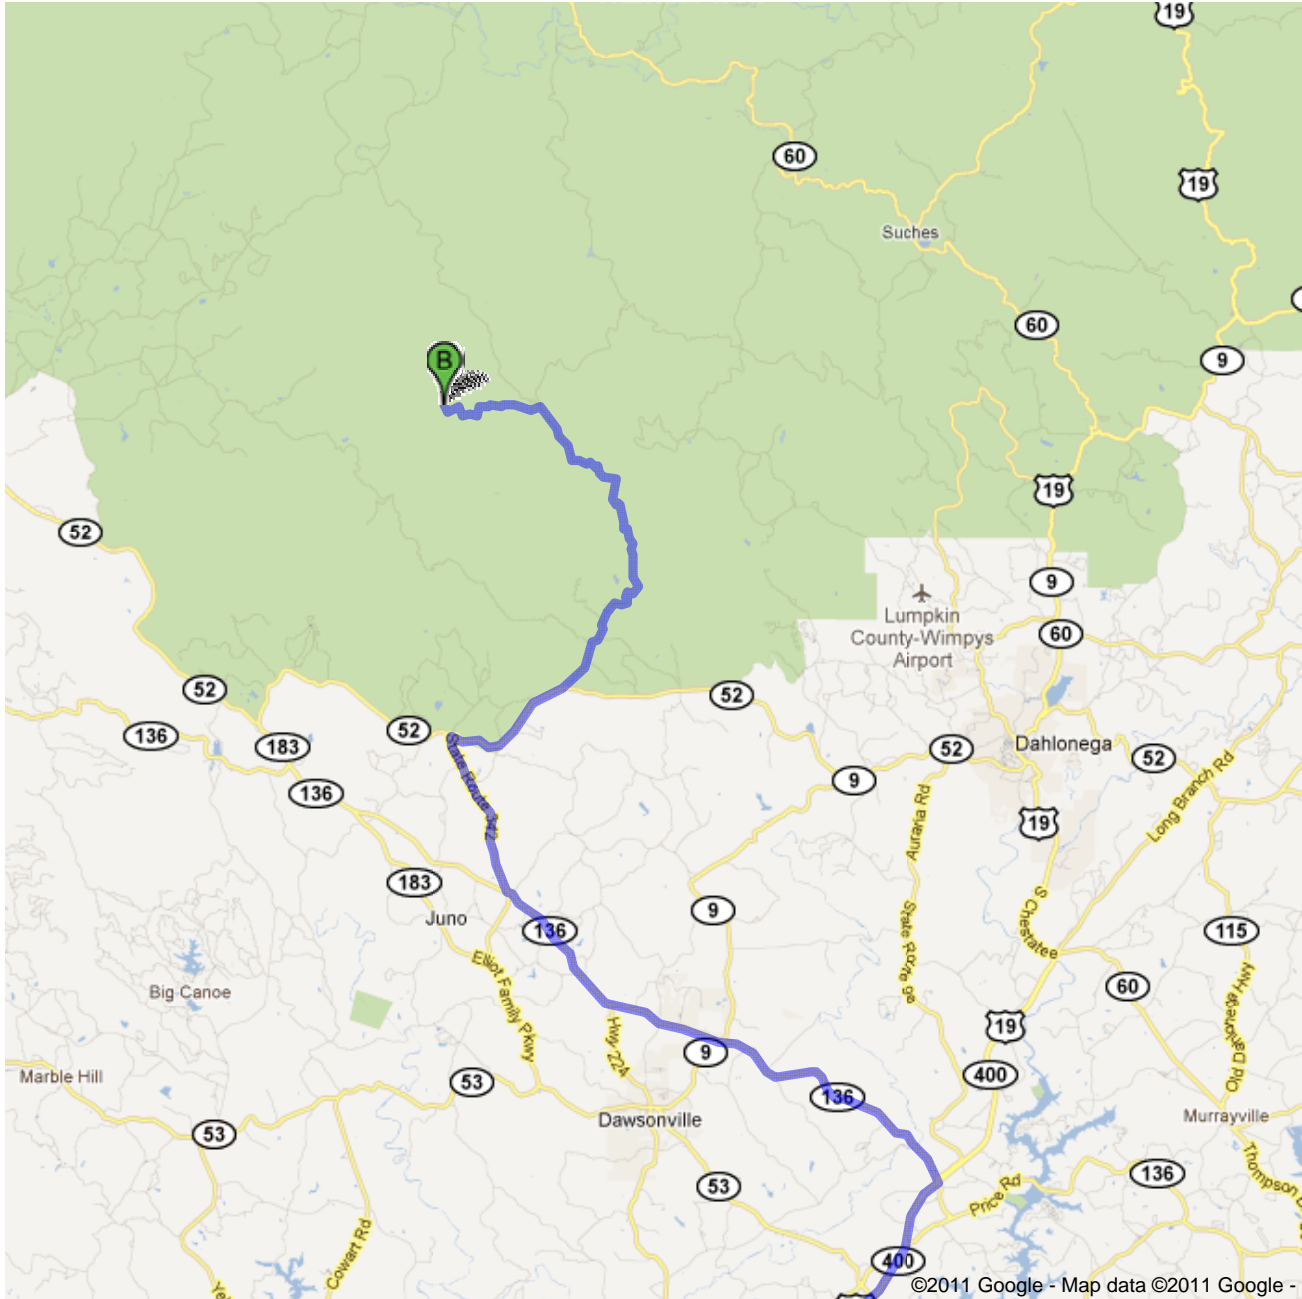 19
60
19
Suches
60
9
B
19
52
9
Lumpkin
County-Wimpys
Airport
60
52
52
136
183
52
State Route 342
52
Dahlonega
52
9
136
Long Branch Rd
19
Auraria Rd
183
9
Juno
S Chestatee
136
115
State Route 9e
Elliot Family Pkwy
60
Big Canoe
Old Dahlonega Hwy
19
Hwy 224
9
400
Marble Hill
53
136
Dawsonville
Murrayville
53
136
53
Price Rd
Thompson
Cowart Rd
400
©2011 Google - Map data ©2011 Google -